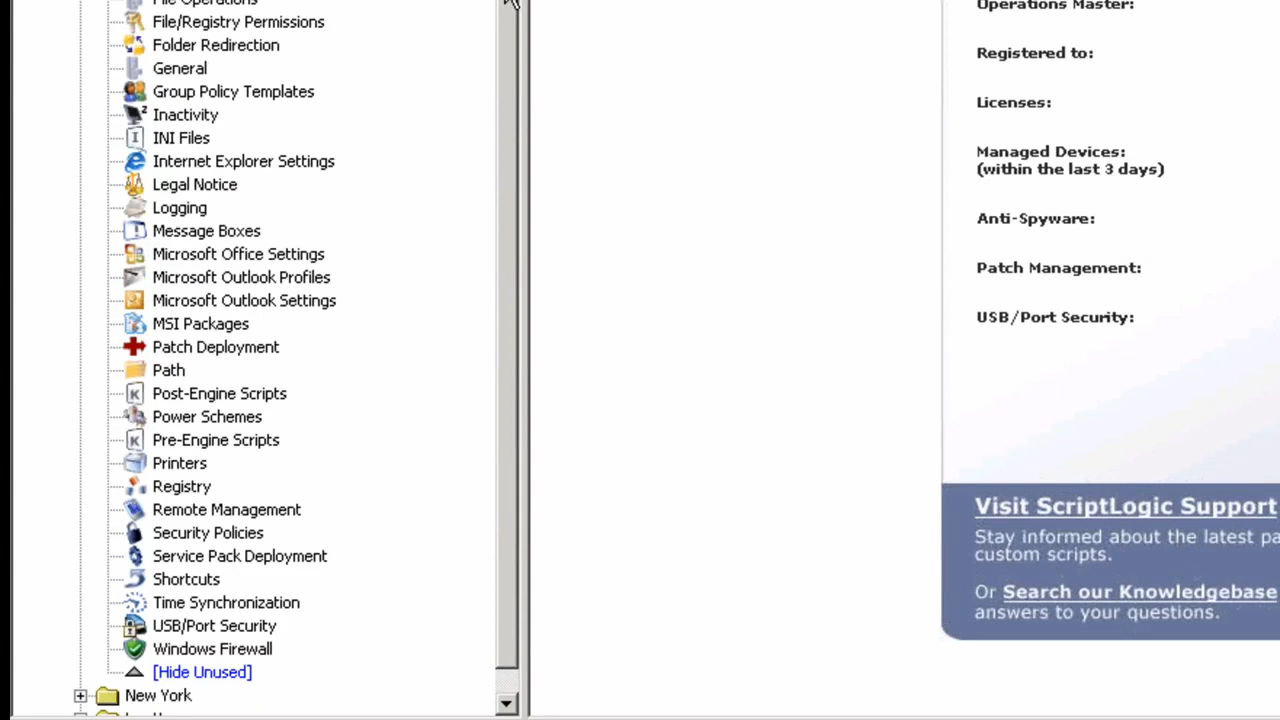 File Operations
File/Registry Permissions
Folder Redirection
General
Group Policy Templates
Inactivity
INI Files
Internet Explorer Settings
Legal Notice
Logging
Message Boxes
Microsoft Office Settings
Microsoft Outlook Profiles
Microsoft Outlook Settings
MSI Packages
Patch Deployment
Path
Post-Engine Scripts
Power Schemes
Pre-Engine Scripts
Printers
Registry
Remote Management
Security Policies
Service Pack Deployment
Shortcuts
Time Synchronization
USB/Port Security
Windows Firewall
[Hide Unused]
New York
Operations Master:
Registered to:
Licenses:
Managed Devices:
(within the last 3 days)
Anti-Spyware:
Patch Management:
USB/Port Security:
Visit ScriptLogic Support
Stay informed about the latest pa
custom scripts.
Or Search our Knowledgebase
answers to your questions.